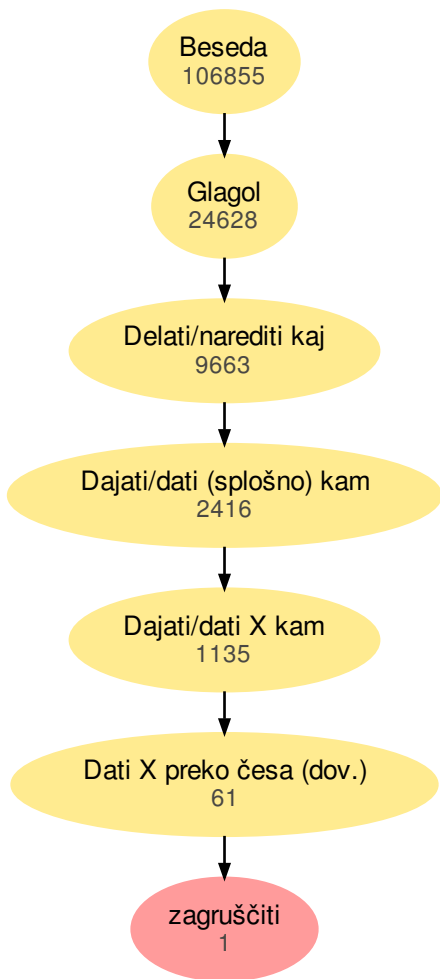 Beseda
106855
Glagol
24628
Delati/narediti kaj
9663
Dajati/dati (splošno) kam
2416
Dajati/dati X kam
1135
Dati X preko česa (dov.)
61
zagruščiti
1